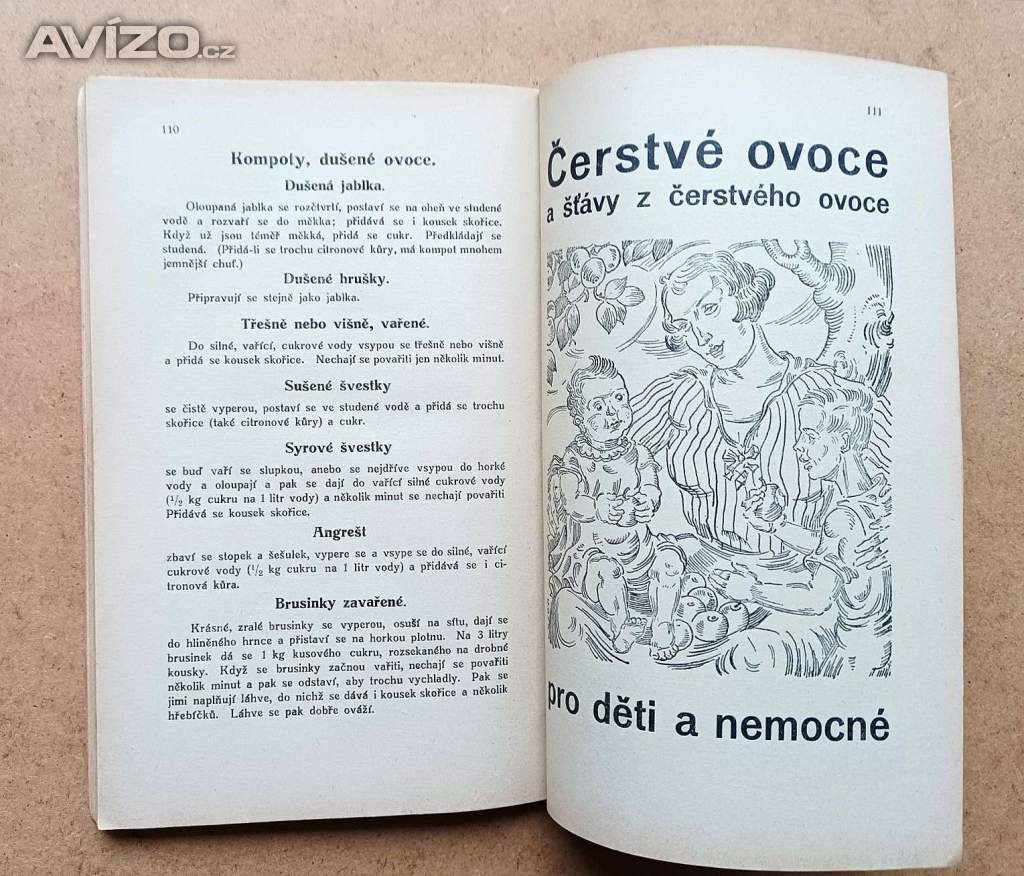 AVÍZO.cz
110
Kompoty, dušené ovoce.
Dušená jablka.
Oloupaná jablka se rozčtvrtí, postaví se na oheň ve studené
vodě a rozvaří se do měkka; přidává se i kousek skořice.
Když už jsou téměř měkká, přidá se cukr. Předkládají se
studená. (Přidá-li se trochu citronové kůry, má kompot mnohem
jemnější chuť.)
Dušené hrušky.
Připravují se stejně jako jablka.
Třešně nebo višně, vařené.
Do silné, vařící, cukrové vody vsypou se třešně nebo višně
a přidá se kousek skořice. Nechají se povařiti jen několik minut.
Sušené švestky
se čistě vyperou, postaví se ve studené vodě a přidá se trochu
skořice (také citronové kůry) a cukr.
Syrové švestky
se buď vaří se slupkou, anebo se nejdříve vsypou do horké
vody a oloupají a pak se dají do vařící silné cukrové vody
(1/2 kg cukru na 1 litr vody) a několik minut se nechají povařiti
Přidává se kousek skořice.
Angrešt
zbaví se stopek a šešulek, vypere se a vsype se do silné, vařící
cukrové vody (1/2 kg cukru na 1 litr vody) a přidává se i ci-
tronová kůra.
Brusinky zavařené.
Krásné, zralé brusinky se vyperou, osuší na sítu, dají se
do hliněného hrnce a přistaví se na horkou plotnu. Na 3 litry
brusinek dá se 1 kg kusového cukru, rozsekaného na drobné
kousky. Když se brusinky začnou vařiti, nechají se povařiti
několik minut a pak se odstaví, aby trochu vychladly. Pak se
jimi naplňují láhve, do nichž se dává i kousek skořice a několik
hřebíčků. Láhve se pak dobře ováží.
111
Čerstvé ovoce
a šťávy z čerstvého ovoce
pro děti a nemocné